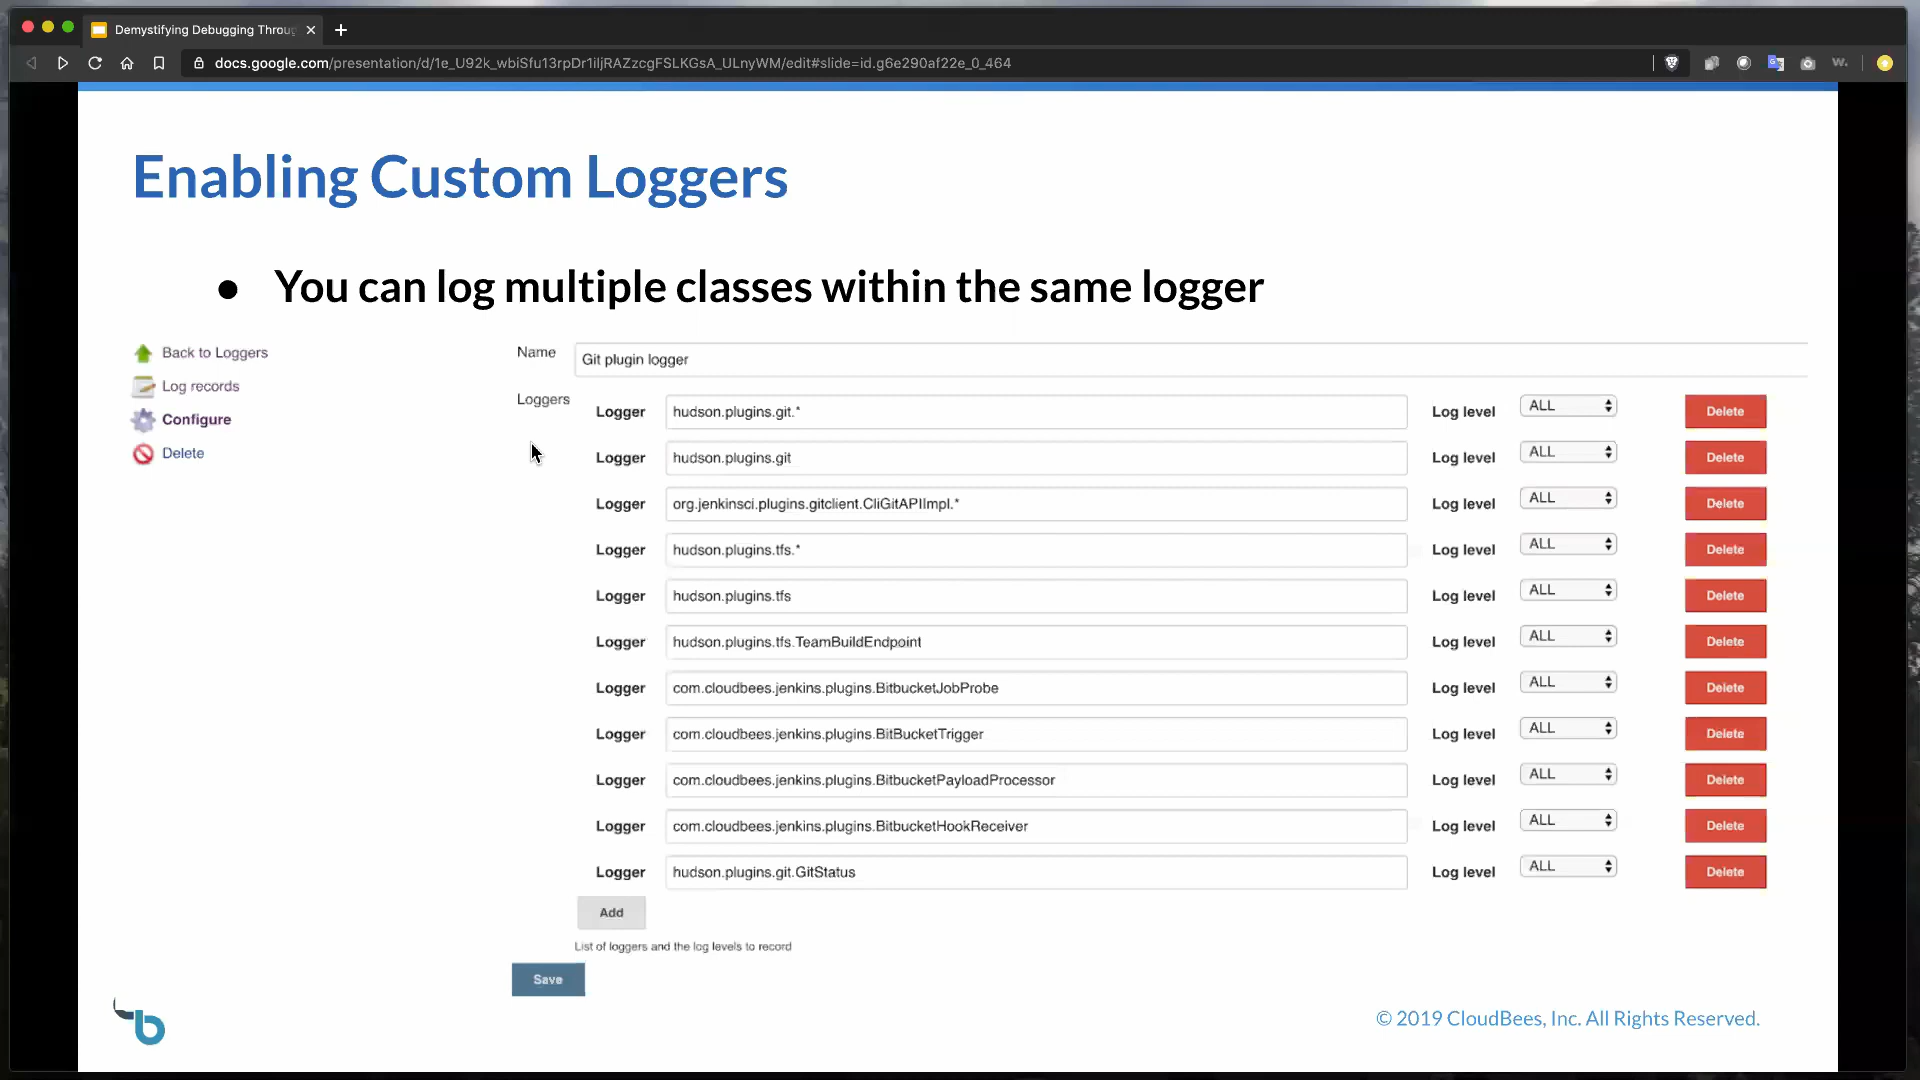 Demystifying Debugging Throug
docs.google.com/presentation/d/1e_U92k_wbiSfu13rpDr1iljRAZzcgFSLKGsA_ULnyWM/edit#slide=id.g6e290af22e_0_464
Enabling Custom Loggers
● You can log multiple classes within the same logger
Back to Loggers
Log records
Configure
Delete
Name Git plugin logger
Loggers
Logger hudson.plugins.git.* Log level ALL Delete
Logger hudson.plugins.git Log level ALL Delete
Logger org.jenkinsci.plugins.gitclient.CliGitAPIImpl.* Log level ALL Delete
Logger hudson.plugins.tfs.* Log level ALL Delete
Logger hudson.plugins.tfs Log level ALL Delete
Logger hudson.plugins.tfs.TeamBuildEndpoint Log level ALL Delete
Logger com.cloudbees.jenkins.plugins.BitbucketJobProbe Log level ALL Delete
Logger com.cloudbees.jenkins.plugins.BitBucketTrigger Log level ALL Delete
Logger com.cloudbees.jenkins.plugins.BitbucketPayloadProcessor Log level ALL Delete
Logger com.cloudbees.jenkins.plugins.BitbucketHookReceiver Log level ALL Delete
Logger hudson.plugins.git.GitStatus Log level ALL Delete
Add
List of loggers and the log levels to record
Save
© 2019 CloudBees, Inc. All Rights Reserved.